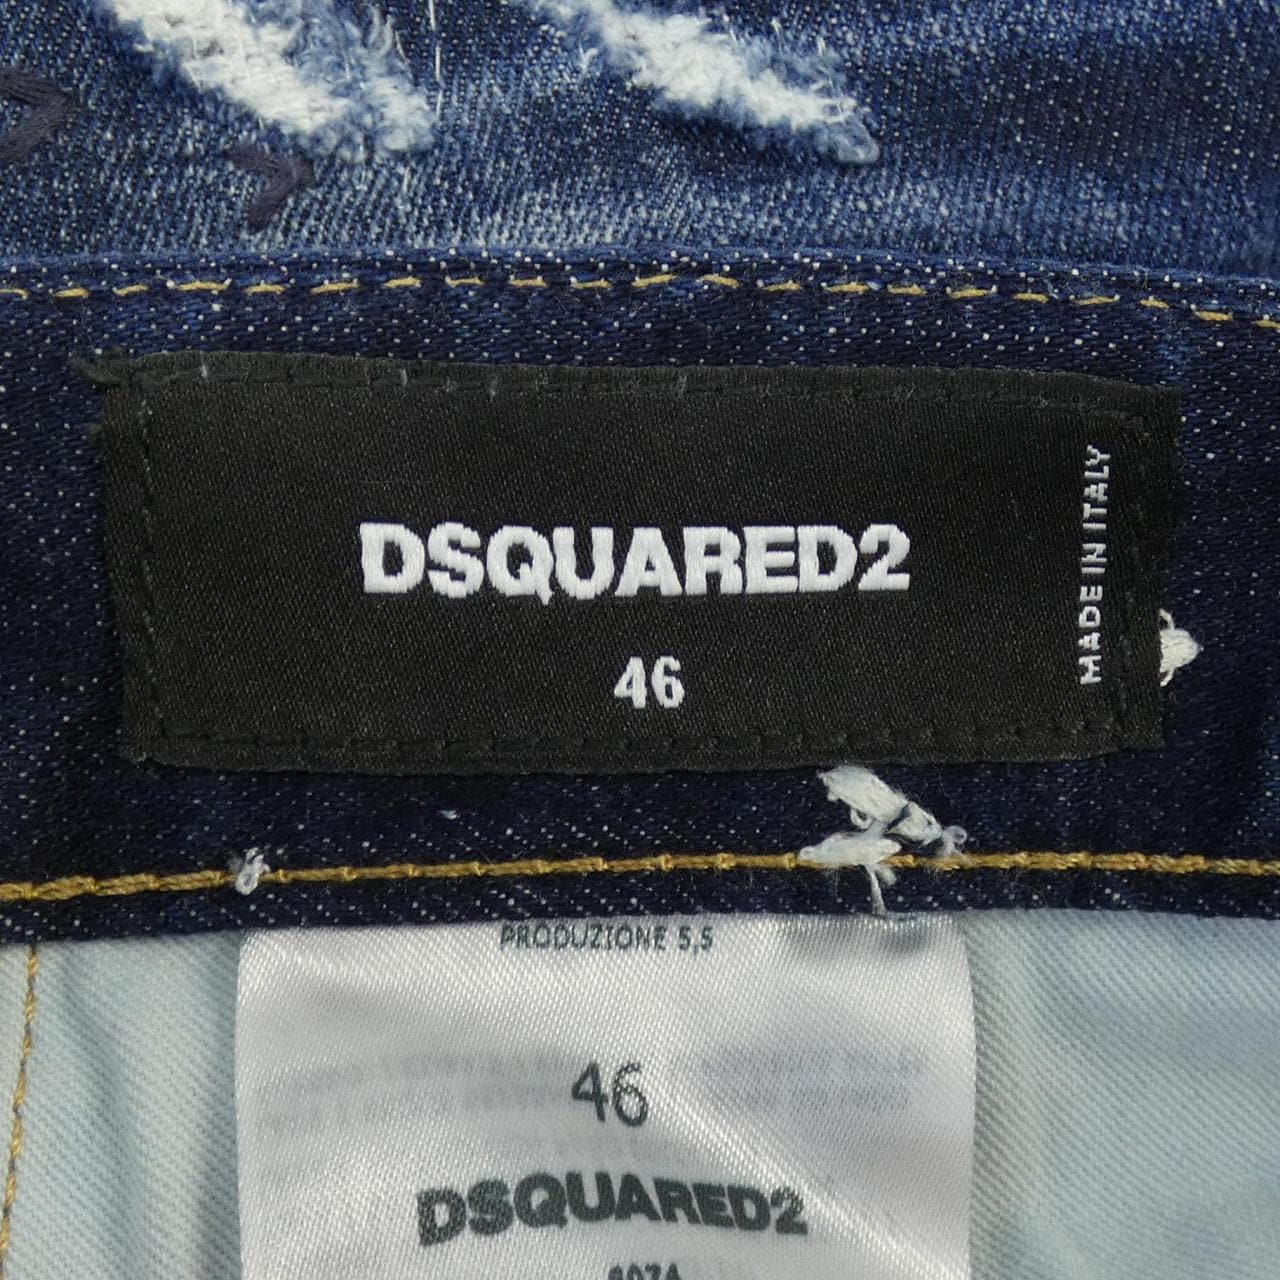 DSQUARED2
46
MADE IN ITALY
PRODUZIONE 5,5
46
DSQUARED2